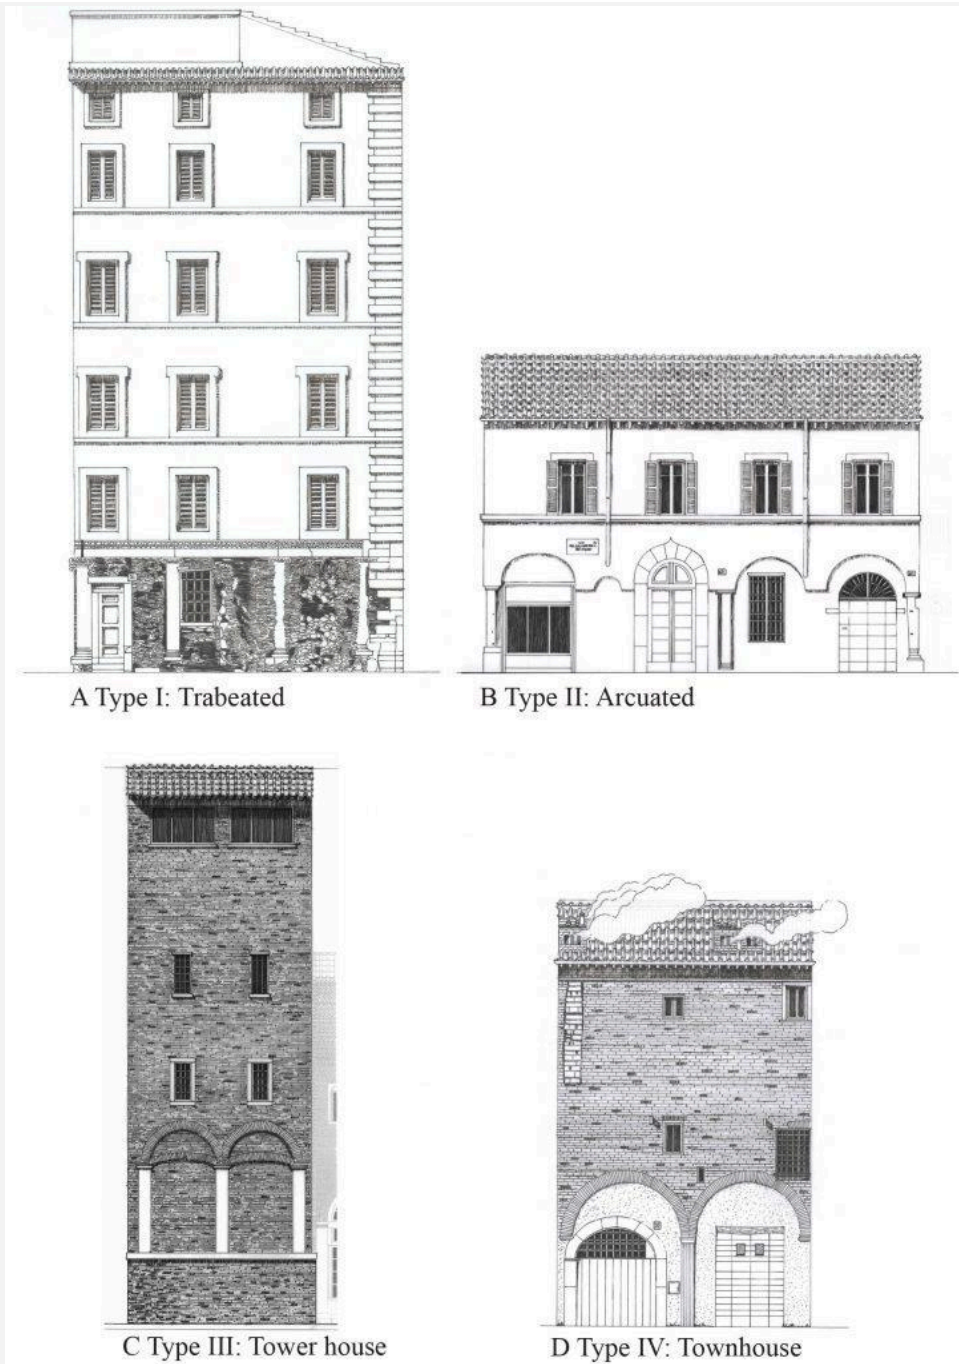 A Type I: Trabeated
B Type II: Arcuated
C Type III: Tower house
D Type IV: Townhouse